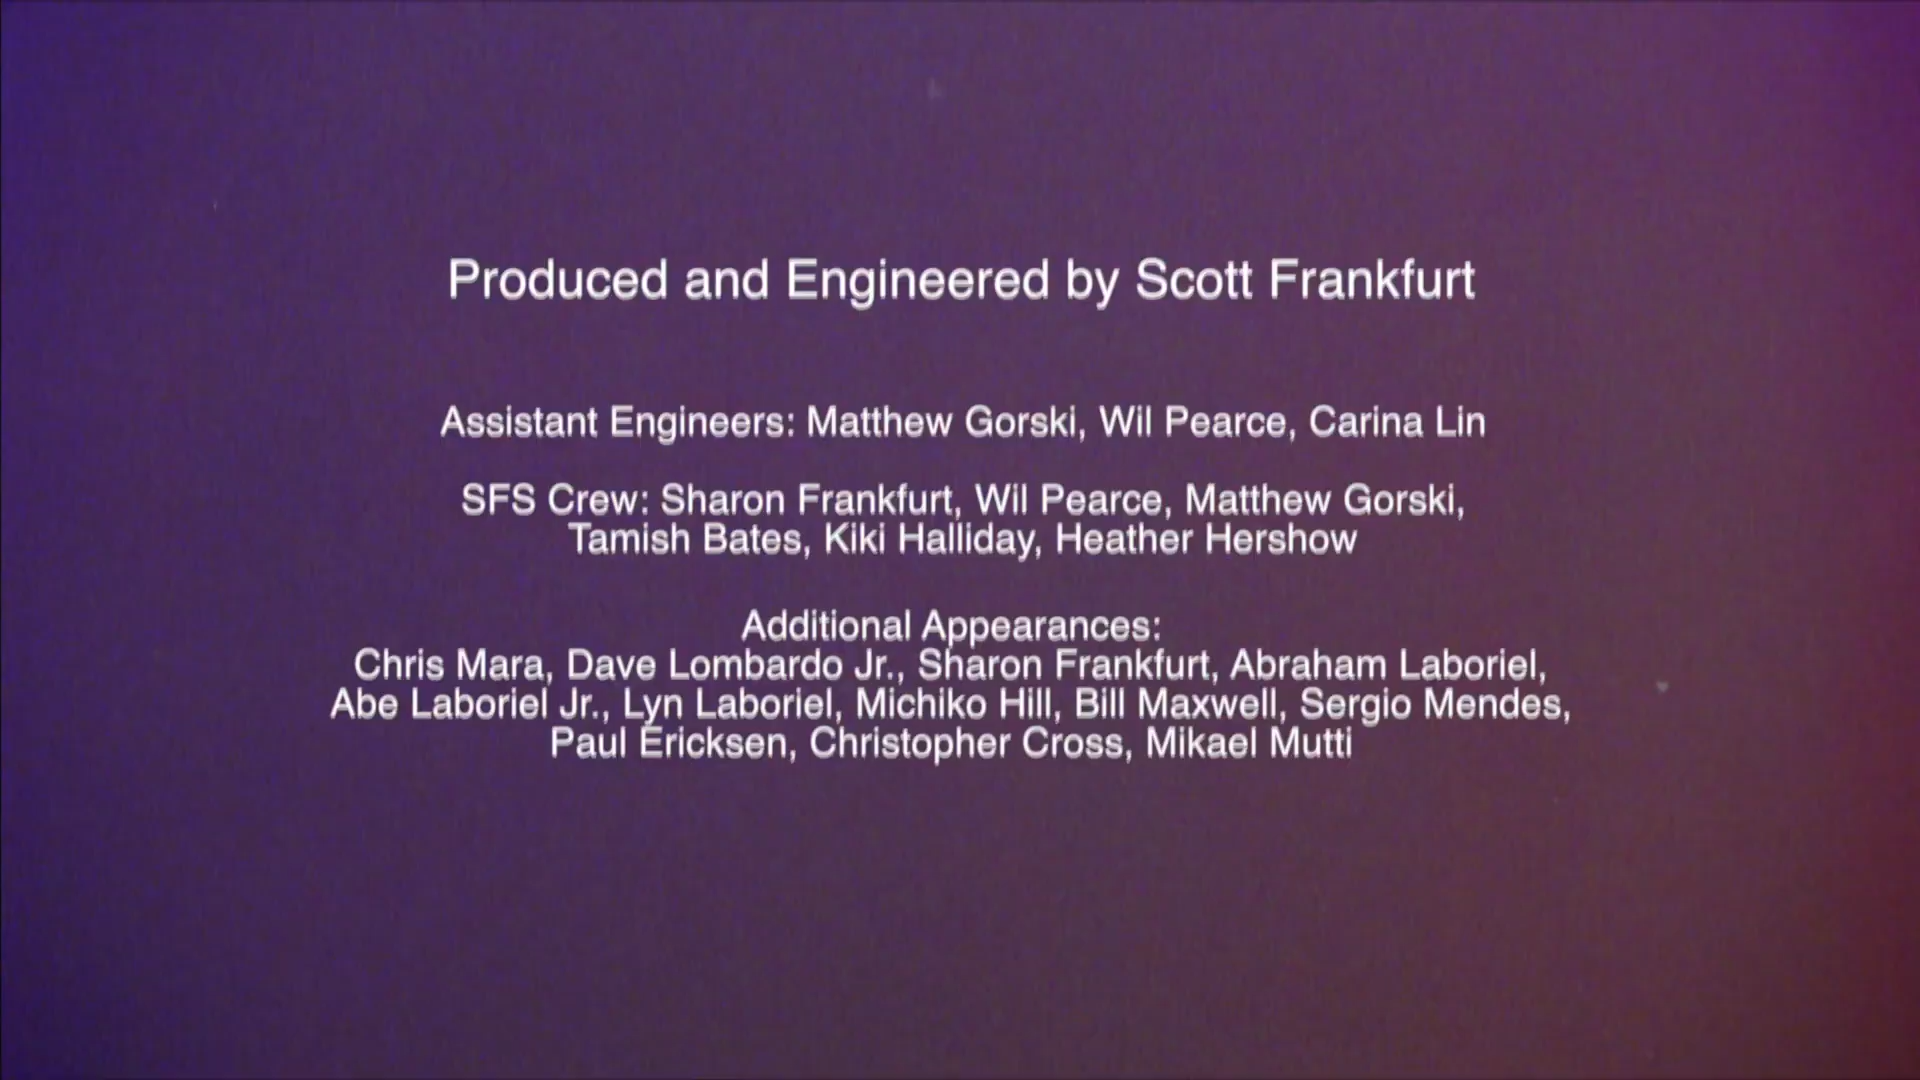 Produced and Engineered by Scott Frankfurt
Assistant Engineers: Matthew Gorski, Wil Pearce, Carina Lin
SFS Crew: Sharon Frankfurt, Wil Pearce, Matthew Gorski,
Tamish Bates, Kiki Halliday, Heather Hershow
Additional Appearances:
Chris Mara, Dave Lombardo Jr., Sharon Frankfurt, Abraham Laboriel,
Abe Laboriel Jr., Lyn Laboriel, Michiko Hill, Bill Maxwell, Sergio Mendes,
Paul Ericksen, Christopher Cross, Mikael Mutti